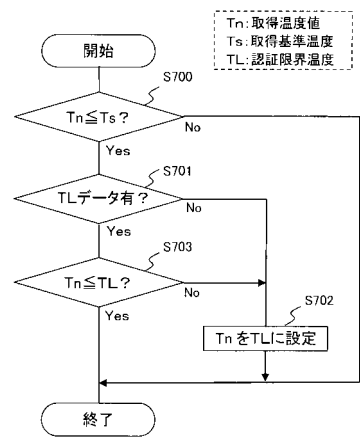 Tn:取得温度値
Ts:取得基準温度
TL:認証限界温度
開始
S700
Tn≦Ts?
No
Yes
S701
TLデータ有?
No
Yes
S703
Tn≦TL?
No
Yes
S702
TnをTLに設定
終了